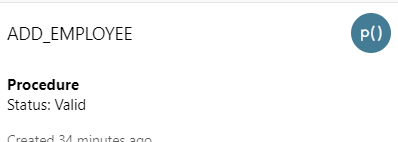 ADD_EMPLOYEE
p()
Procedure
Status: Valid
Created 34 minutes ago